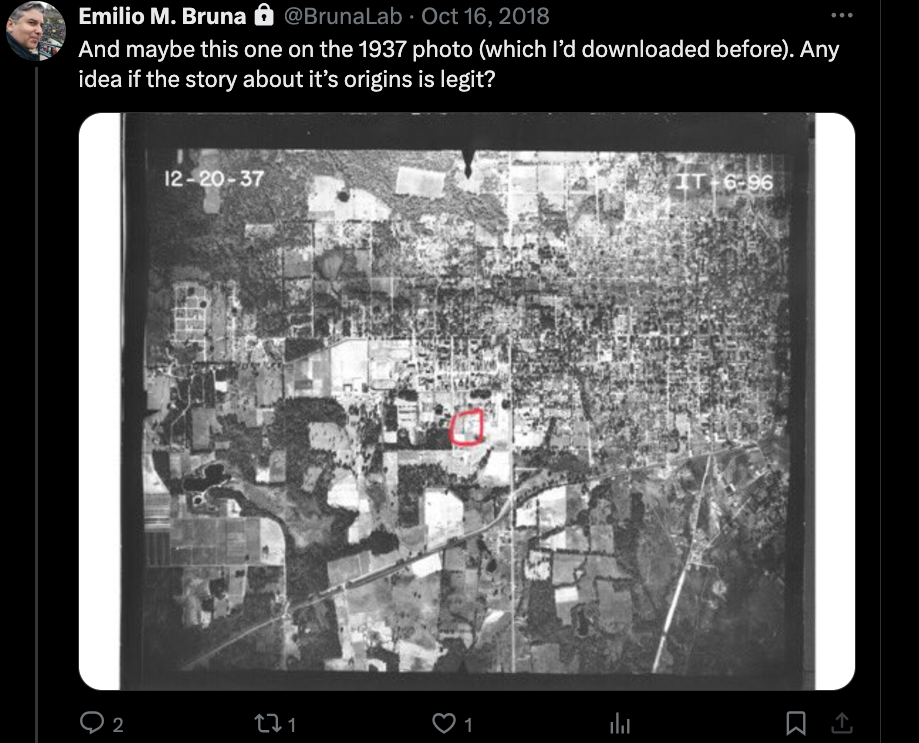 Emilio M. Bruna @BrunaLab · Oct 16, 2018
And maybe this one on the 1937 photo (which I’d downloaded before). Any
idea if the story about it’s origins is legit?
12-20-37
IT-6-96
2
1
1